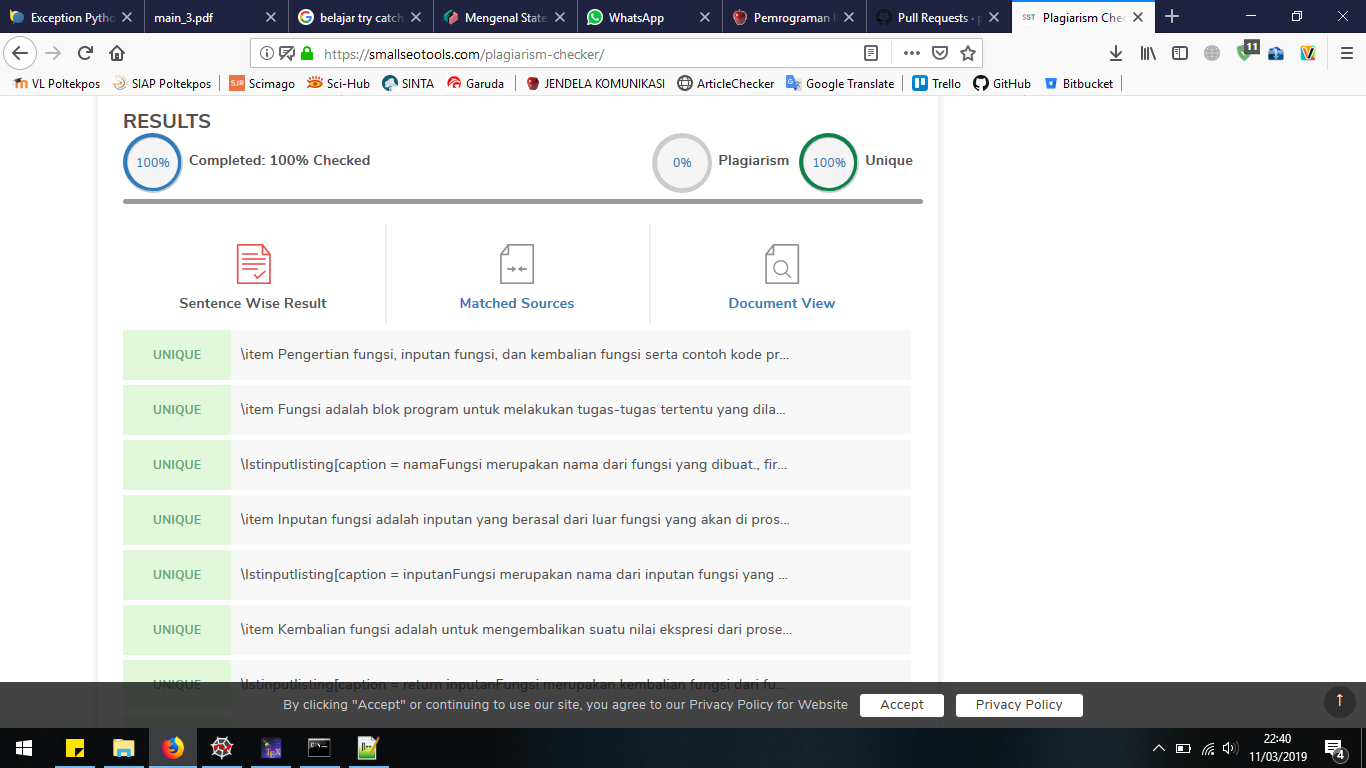 Exception Pytho
main_3.pdf
belajar try catch
Mengenal State
WhatsApp
Pemrograman I
Pull Requests · p
SST Plagiarism Chec
https://smallseotools.com/plagiarism-checker/
11
VL Poltekpos
SIAP Poltekpos
SJR Scimago
Sci-Hub
SINTA
Garuda
JENDELA KOMUNIKASI
ArticleChecker
Google Translate
Trello
GitHub
Bitbucket
RESULTS
100% Completed: 100% Checked
0% Plagiarism
100% Unique
Sentence Wise Result
Matched Sources
Document View
UNIQUE \item Pengertian fungsi, inputan fungsi, dan kembalian fungsi serta contoh kode pr...
UNIQUE \item Fungsi adalah blok program untuk melakukan tugas-tugas tertentu yang dila...
UNIQUE \lstinputlisting[caption = namaFungsi merupakan nama dari fungsi yang dibuat., fir...
UNIQUE \item Inputan fungsi adalah inputan yang berasal dari luar fungsi yang akan di pros...
UNIQUE \lstinputlisting[caption = inputanFungsi merupakan nama dari inputan fungsi yang ...
UNIQUE \item Kembalian fungsi adalah untuk mengembalikan suatu nilai ekspresi dari prose...
UNIQUE \lstinputlisting[caption = return inputanFungsi merupakan kembalian fungsi dari fu...
By clicking "Accept" or continuing to use our site, you agree to our Privacy Policy for Website
Accept
Privacy Policy
22:40
11/03/2019
4